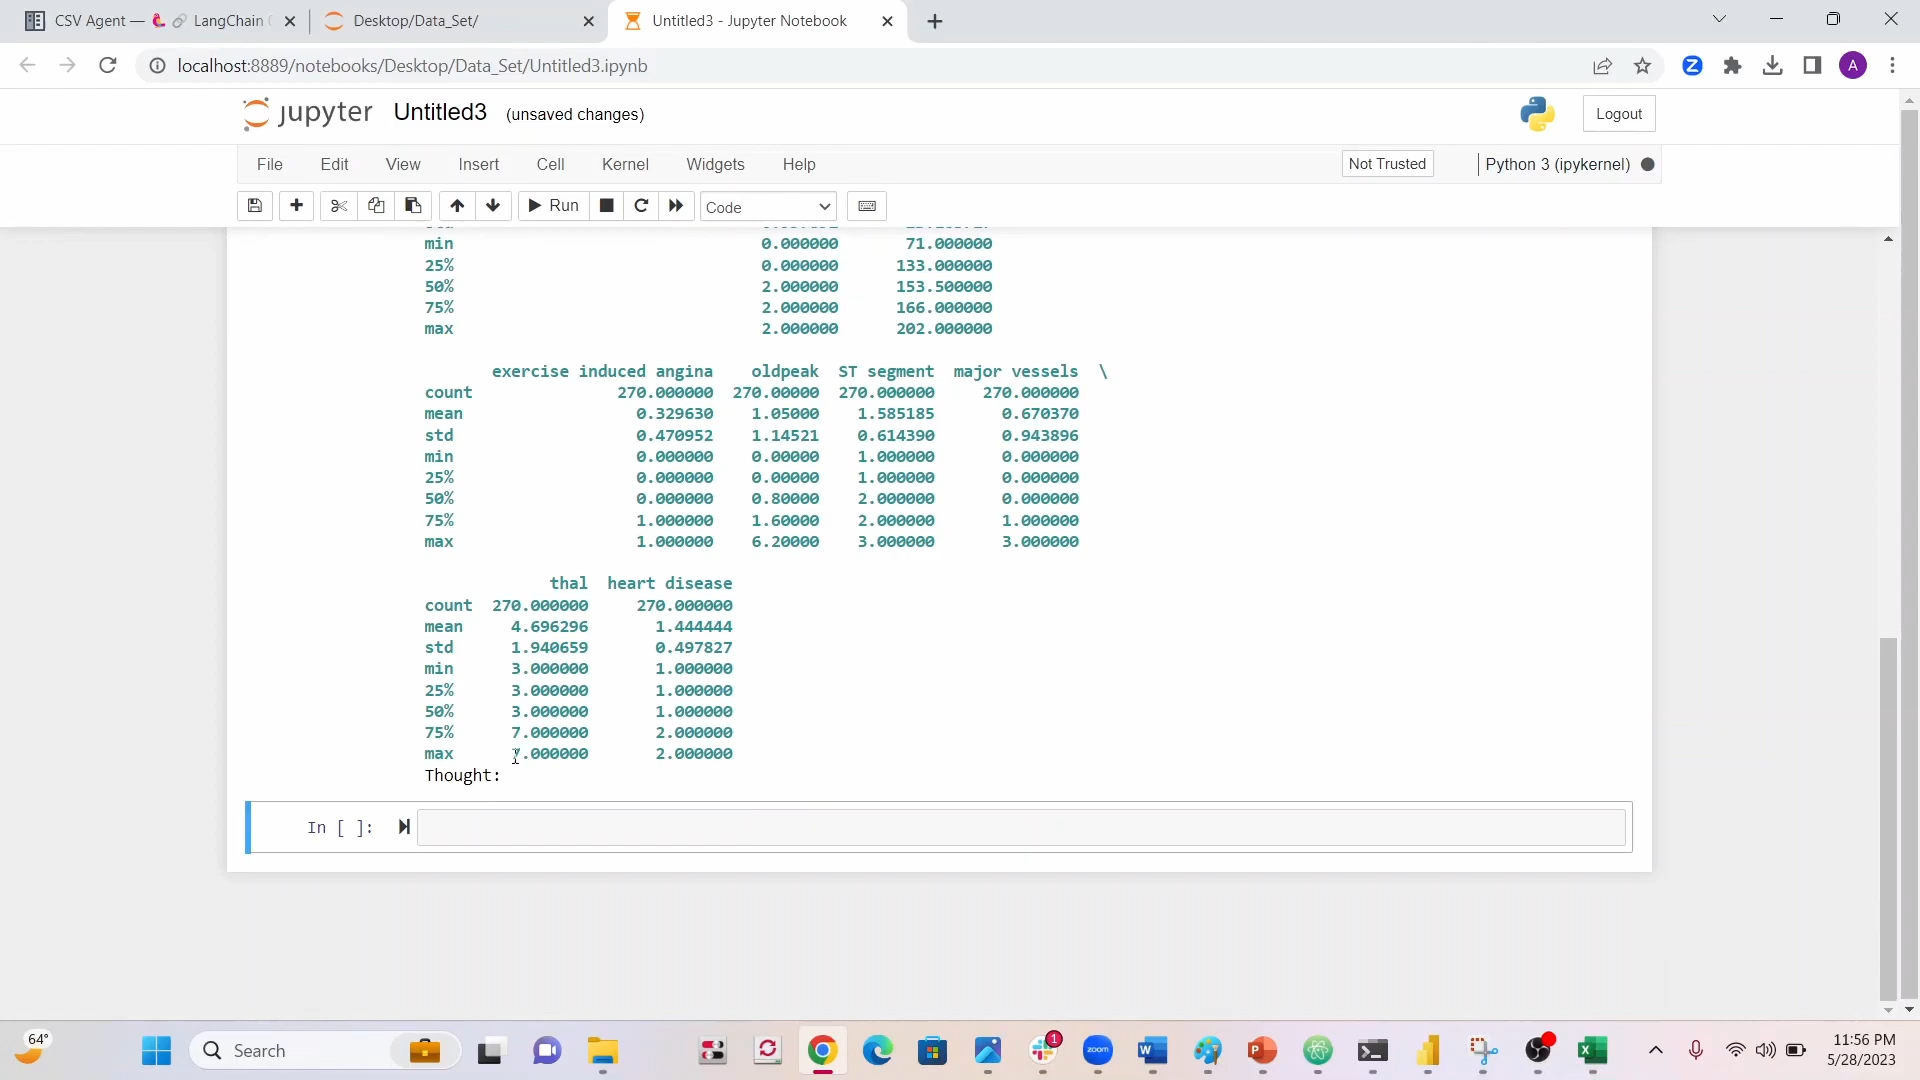 CSV Agent — LangChain
Desktop/Data_Set/
Untitled3 - Jupyter Notebook
localhost:8889/notebooks/Desktop/Data_Set/Untitled3.ipynb
Z
A
jupyter Untitled3 (unsaved changes)
Logout
File Edit View Insert Cell Kernel Widgets Help
Not Trusted
Python 3 (ipykernel)
Run
Code
min 0.000000 71.000000
25% 0.000000 133.000000
50% 2.000000 153.500000
75% 2.000000 166.000000
max 2.000000 202.000000
exercise induced angina oldpeak ST segment major vessels \
count 270.000000 270.00000 270.000000 270.000000
mean 0.329630 1.05000 1.585185 0.670370
std 0.470952 1.14521 0.614390 0.943896
min 0.000000 0.00000 1.000000 0.000000
25% 0.000000 0.00000 1.000000 0.000000
50% 0.000000 0.80000 2.000000 0.000000
75% 1.000000 1.60000 2.000000 1.000000
max 1.000000 6.20000 3.000000 3.000000
thal heart disease
count 270.000000 270.000000
mean 4.696296 1.444444
std 1.940659 0.497827
min 3.000000 1.000000
25% 3.000000 1.000000
50% 3.000000 1.000000
75% 7.000000 2.000000
max 7.000000 2.000000
Thought:
In [ ]:
64°
Search
1
zoom
11:56 PM
5/28/2023